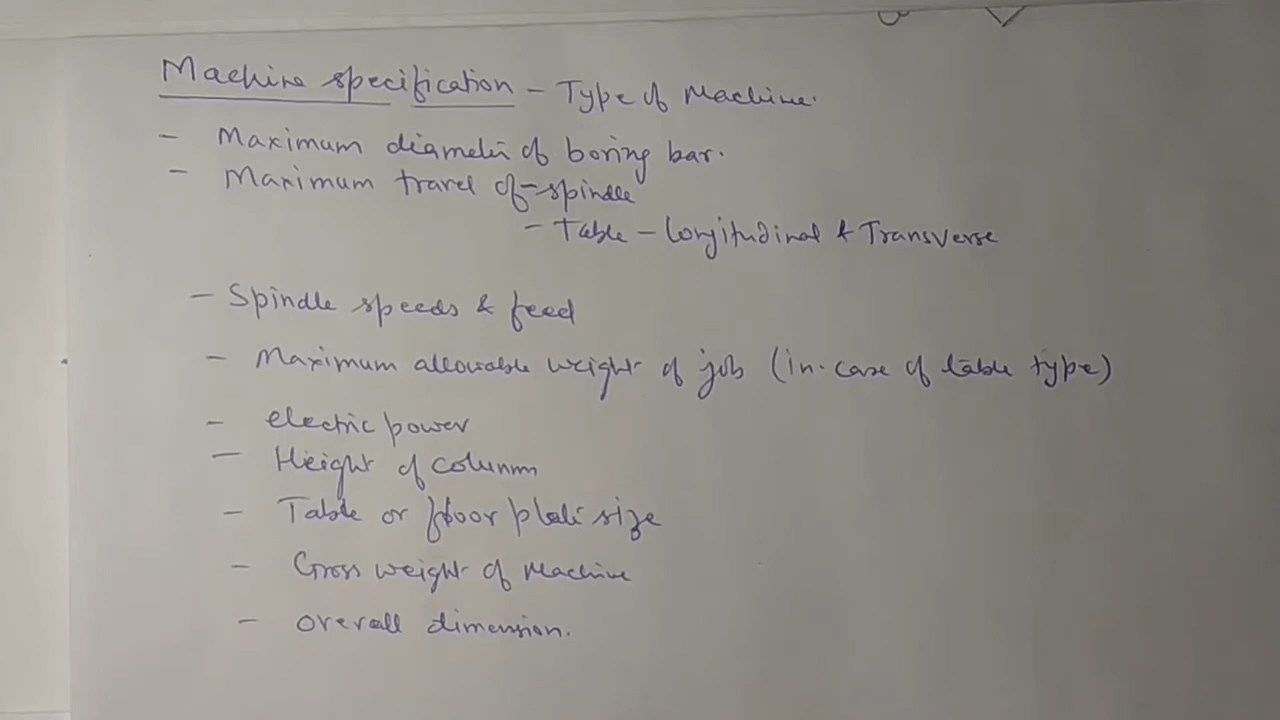 Machine specification - Type of Machine.
- Maximum diameter of boring bar.
- Maximum travel of - spindle
- Table - longitudinal & Transverse
- Spindle speeds & feed
- Maximum allowable weight of job (in. case of table type)
- electric power
- Height of column
- Table or floor plate size
- Gross weight of Machine
- overall dimension.